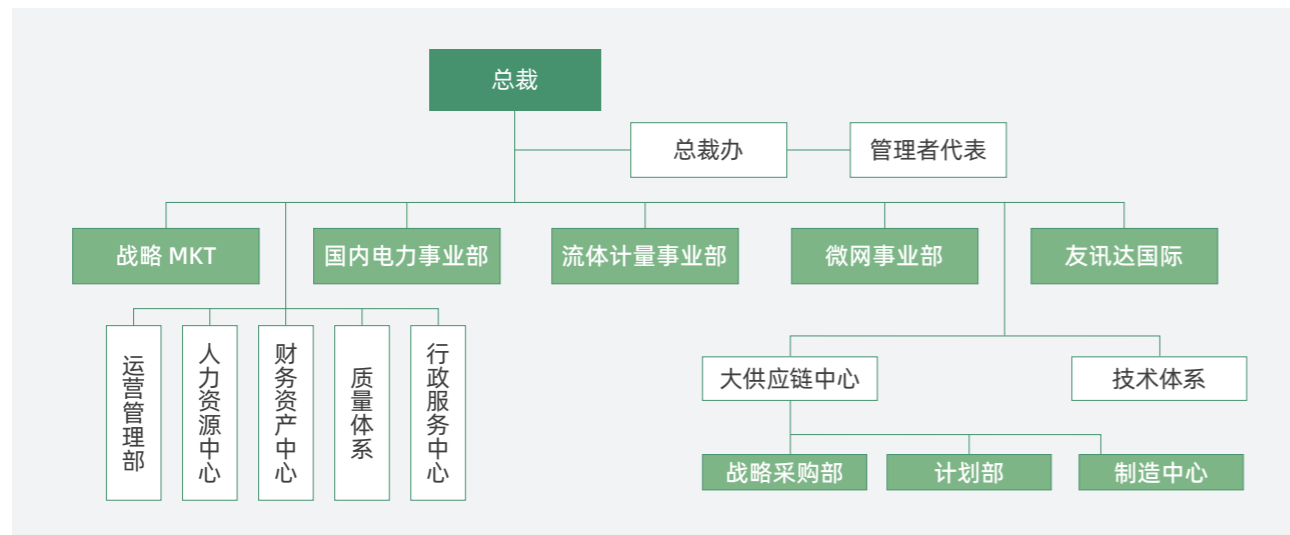 总裁
总裁办
管理者代表
战略 MKT
国内电力事业部
流体计量事业部
微网事业部
友讯达国际
运营管理部
人力资源中心
财务资产中心
质量体系
行政服务中心
大供应链中心
技术体系
战略采购部
计划部
制造中心